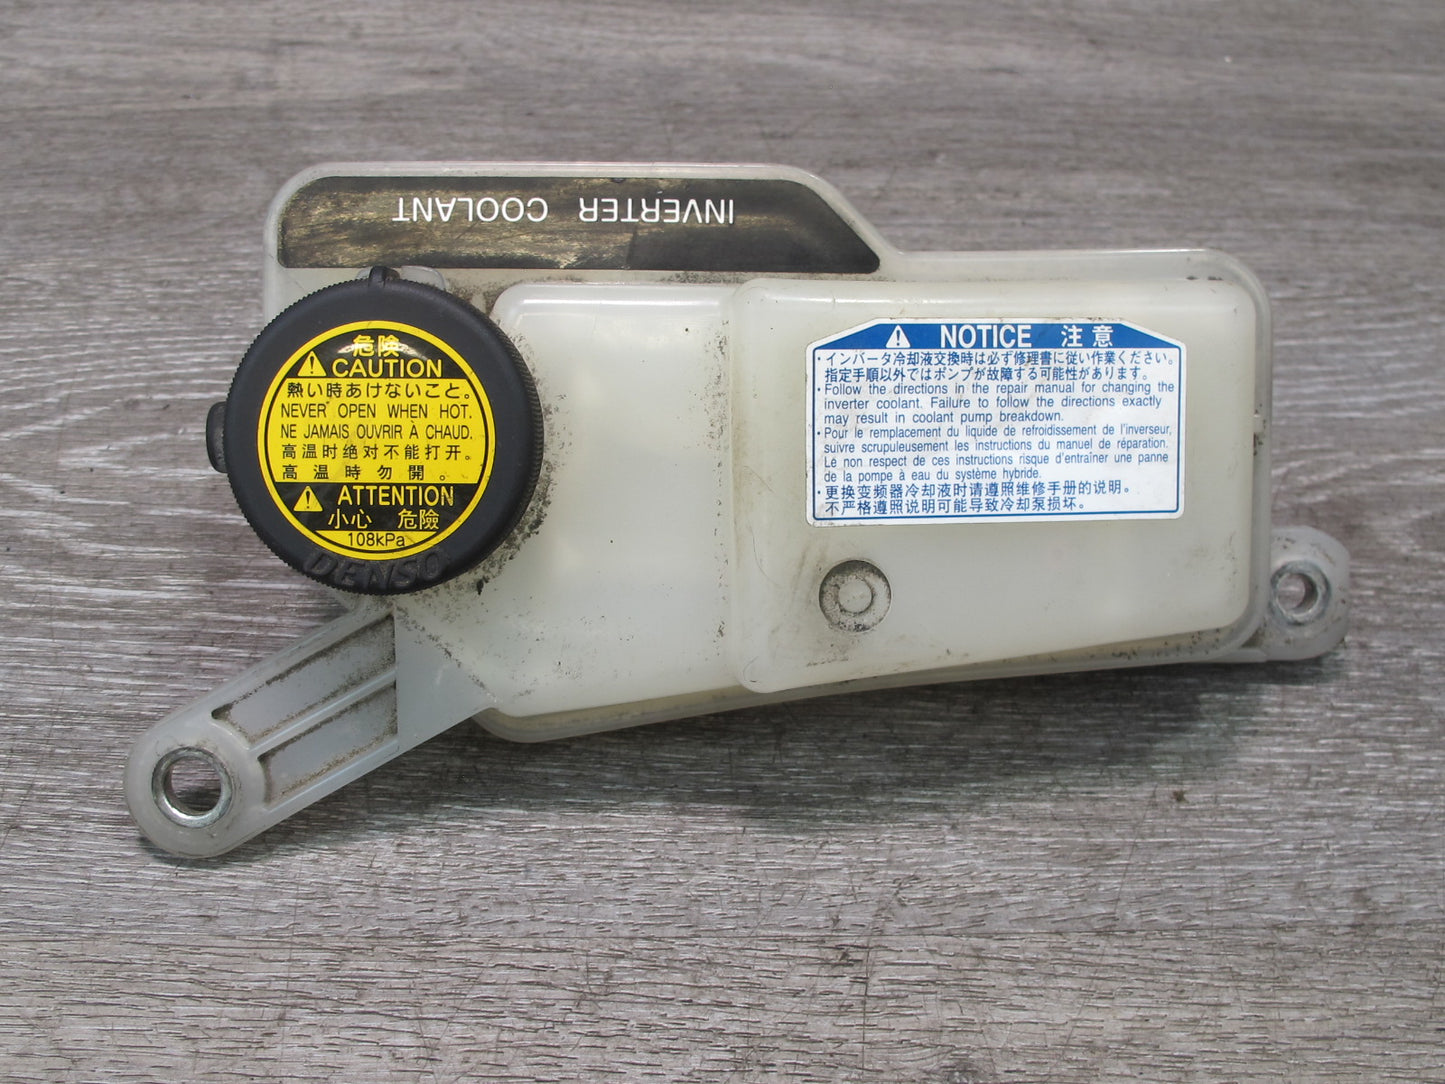 INVERTER COOLANT
危険
CAUTION
熱い時あけないこと。
NEVER OPEN WHEN HOT.
NE JAMAIS OUVRIR À CHAUD.
高温时绝对不能打开。
高温時勿開。
ATTENTION
小心 危險
108kPa
DENSO
NOTICE 注意
・インバータ冷却液交換時は必ず修理書に従い作業ください。
指定手順以外ではポンプが故障する可能性があります。
・Follow the directions in the repair manual for changing the
inverter coolant. Failure to follow the directions exactly
may result in coolant pump breakdown.
・Pour le remplacement du liquide de refroidissement de l'inverseur,
suivre scrupuleusement les instructions du manuel de réparation.
Le non respect de ces instructions risque d'entraîner une panne
de la pompe à eau du système hybride.
・更换变频器冷却液时请遵照维修手册的说明。
不严格遵照说明可能导致冷却泵损坏。